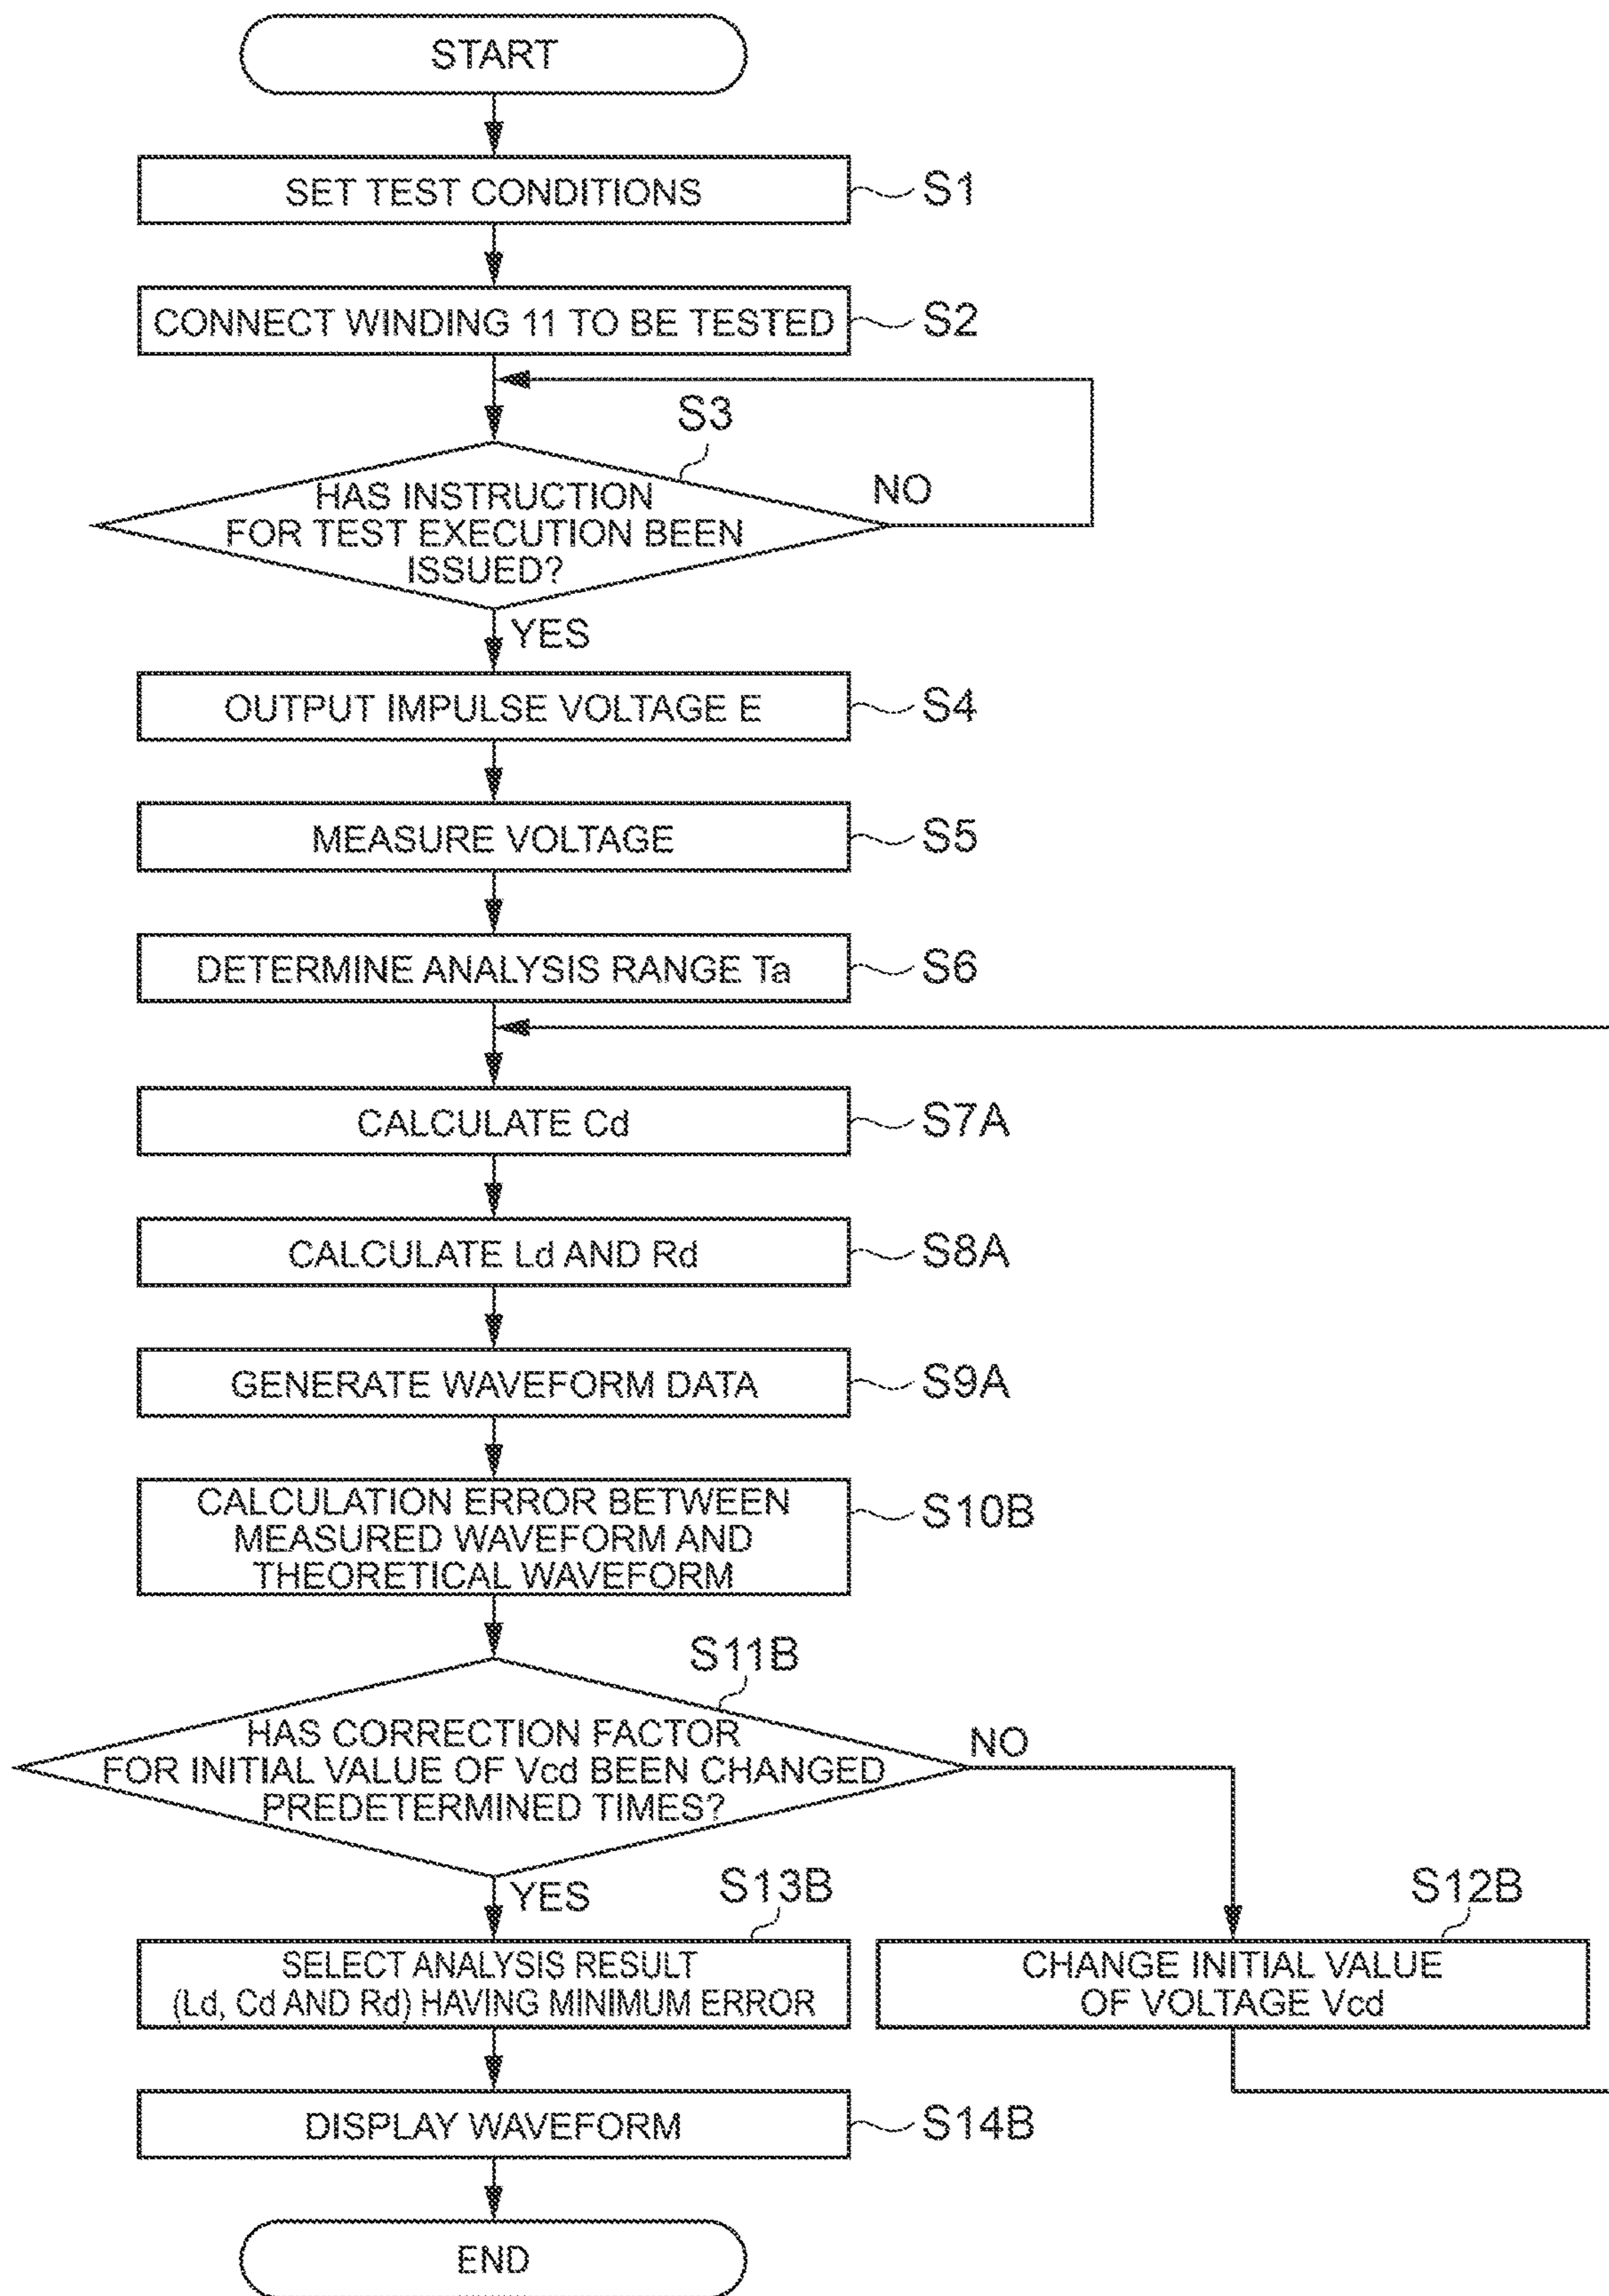 START
SET TEST CONDITIONS
S1
CONNECT WINDING 11 TO BE TESTED
S2
S3
HAS INSTRUCTION
FOR TEST EXECUTION BEEN
ISSUED?
NO
YES
OUTPUT IMPULSE VOLTAGE E
S4
MEASURE VOLTAGE
S5
DETERMINE ANALYSIS RANGE Ta
S6
CALCULATE Cd
S7A
CALCULATE Ld AND Rd
S8A
GENERATE WAVEFORM DATA
S9A
CALCULATION ERROR BETWEEN
MEASURED WAVEFORM AND
THEORETICAL WAVEFORM
S10B
S11B
HAS CORRECTION FACTOR
FOR INITIAL VALUE OF Vcd BEEN CHANGED
PREDETERMINED TIMES?
NO
YES
S13B
SELECT ANALYSIS RESULT
(Ld, Cd AND Rd) HAVING MINIMUM ERROR
S12B
CHANGE INITIAL VALUE
OF VOLTAGE Vcd
DISPLAY WAVEFORM
S14B
END